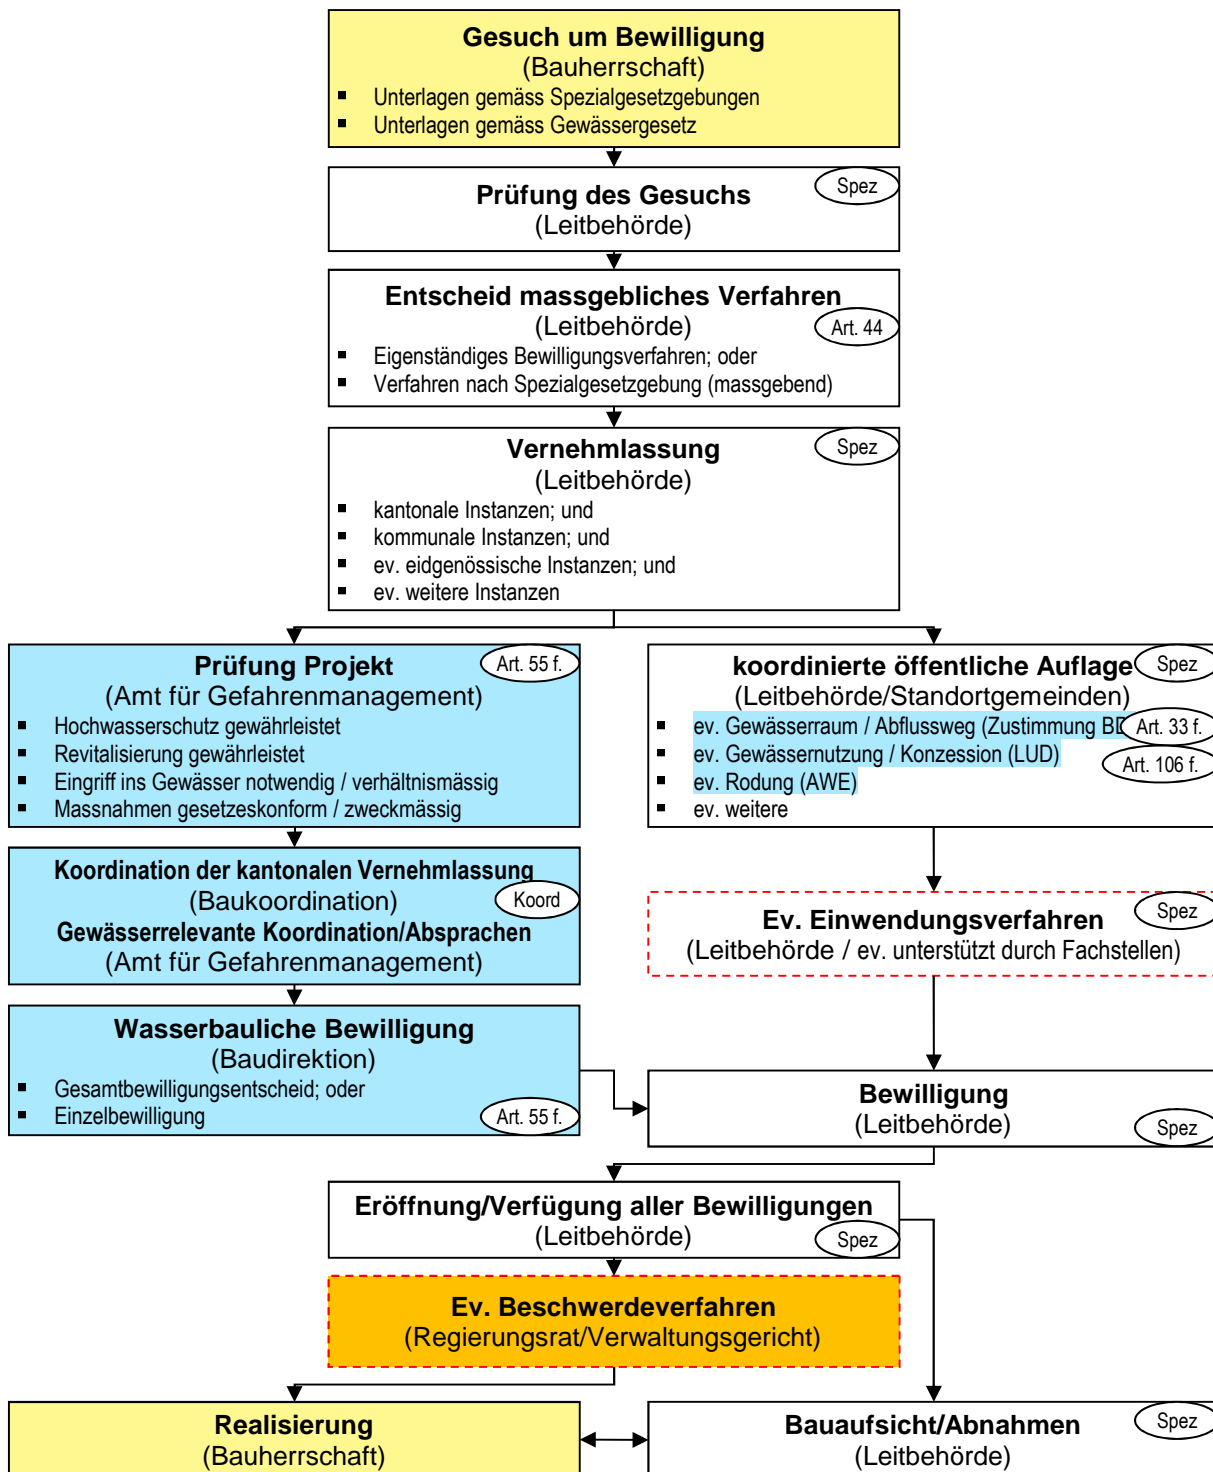 Gesuch um Bewilligung
(Bauherrschaft)
▪ Unterlagen gemäss Spezialgesetzgebungen
▪ Unterlagen gemäss Gewässergesetz
Prüfung des Gesuchs
(Leitbehörde)
Spez
Entscheid massgebliches Verfahren
(Leitbehörde)
Art. 44
▪ Eigenständiges Bewilligungsverfahren; oder
▪ Verfahren nach Spezialgesetzgebung (massgebend)
Vernehmlassung
(Leitbehörde)
Spez
▪ kantonale Instanzen; und
▪ kommunale Instanzen; und
▪ ev. eidgenössische Instanzen; und
▪ ev. weitere Instanzen
Prüfung Projekt
(Amt für Gefahrenmanagement)
Art. 55 f.
▪ Hochwasserschutz gewährleistet
▪ Revitalisierung gewährleistet
▪ Eingriff ins Gewässer notwendig / verhältnismässig
▪ Massnahmen gesetzeskonform / zweckmässig
koordinierte öffentliche Auflage
(Leitbehörde/Standortgemeinden)
Spez
▪ ev. Gewässerraum / Abflussweg (Zustimmung BD
Art. 33 f.
▪ ev. Gewässernutzung / Konzession (LUD)
Art. 106 f.
▪ ev. Rodung (AWE)
▪ ev. weitere
Koordination der kantonalen Vernehmlassung
(Baukoordination)
Koord
Gewässerrelevante Koordination/Absprachen
(Amt für Gefahrenmanagement)
Ev. Einwendungsverfahren
(Leitbehörde / ev. unterstützt durch Fachstellen)
Spez
Wasserbauliche Bewilligung
(Baudirektion)
▪ Gesamtbewilligungsentscheid; oder
▪ Einzelbewilligung
Art. 55 f.
Bewilligung
(Leitbehörde)
Spez
Eröffnung/Verfügung aller Bewilligungen
(Leitbehörde)
Spez
Ev. Beschwerdeverfahren
(Regierungsrat/Verwaltungsgericht)
Realisierung
(Bauherrschaft)
Bauaufsicht/Abnahmen
(Leitbehörde)
Spez